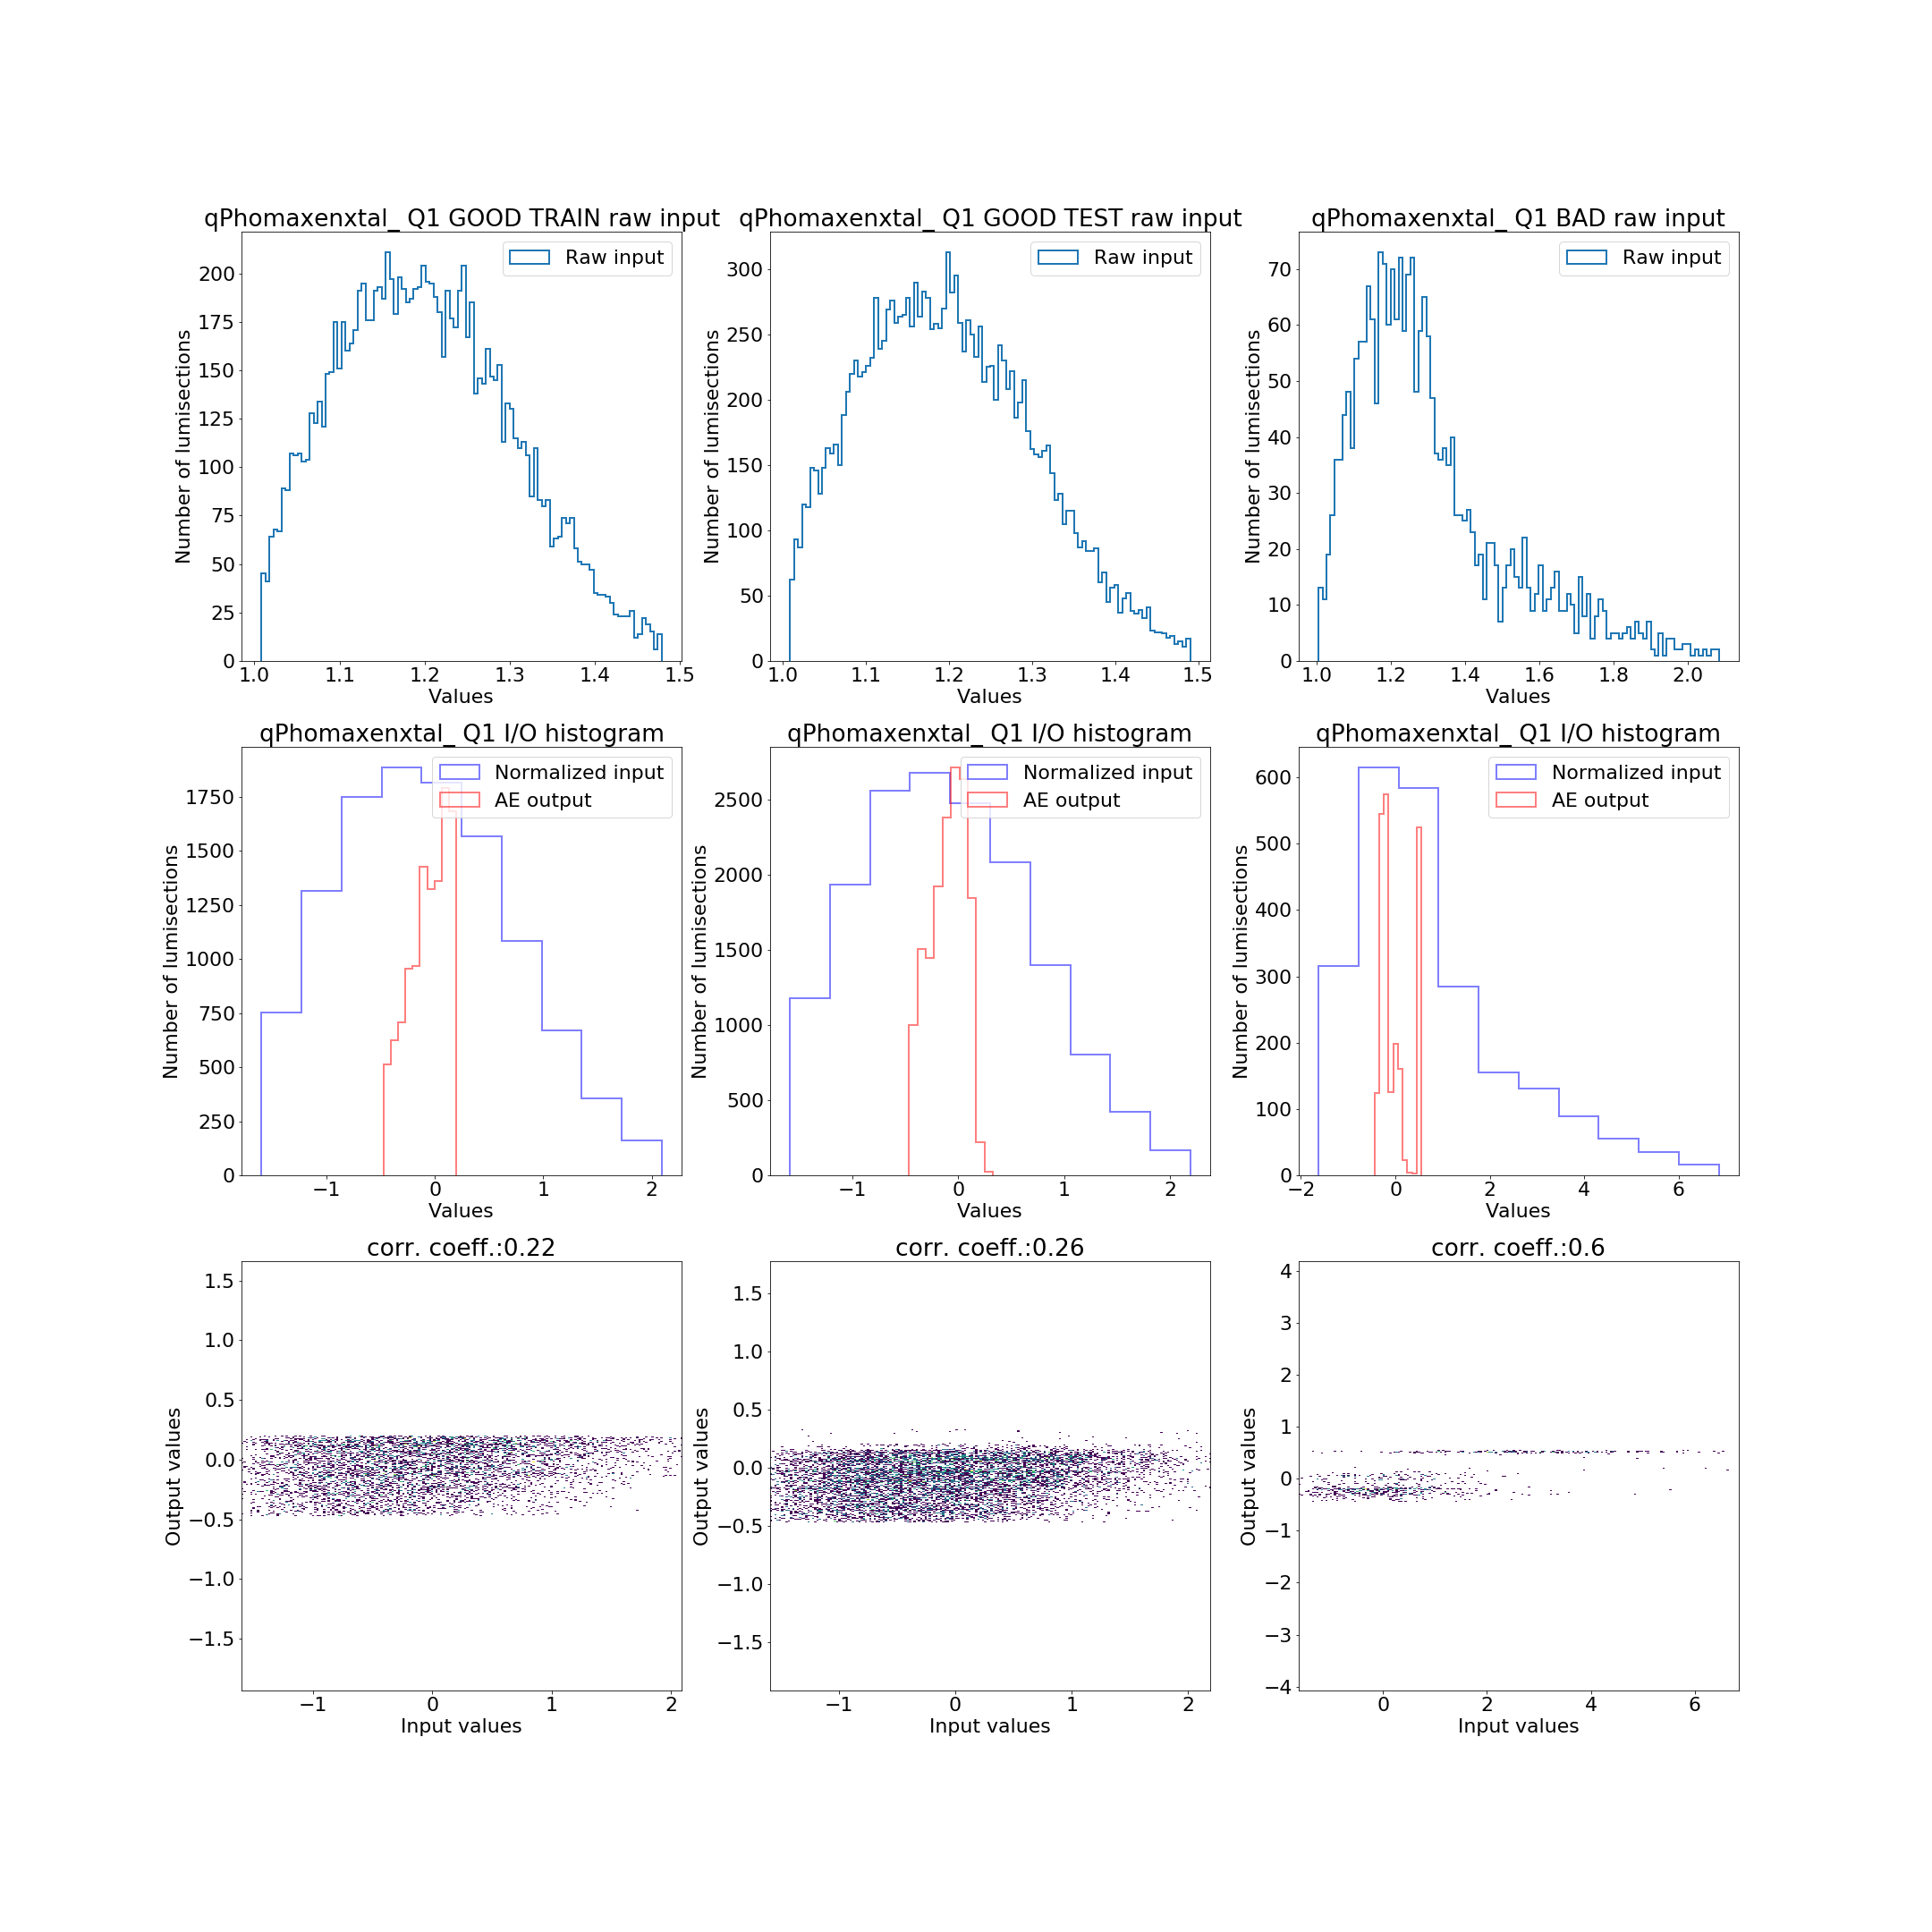 qPhomaxenxtal_ Q1 GOOD TRAIN raw input
Raw input
Number of lumisections
200
175
150
125
100
75
50
25
0
1.0 1.1 1.2 1.3 1.4 1.5
Values
qPhomaxenxtal_ Q1 GOOD TEST raw input
Raw input
Number of lumisections
300
250
200
150
100
50
0
1.0 1.1 1.2 1.3 1.4 1.5
Values
qPhomaxenxtal_ Q1 BAD raw input
Raw input
Number of lumisections
70
60
50
40
30
20
10
0
1.0 1.2 1.4 1.6 1.8 2.0
Values
qPhomaxenxtal_ Q1 I/O histogram
Normalized input
AE output
Number of lumisections
1750
1500
1250
1000
750
500
250
0
−1 0 1 2
Values
qPhomaxenxtal_ Q1 I/O histogram
Normalized input
AE output
Number of lumisections
2500
2000
1500
1000
500
0
−1 0 1 2
Values
qPhomaxenxtal_ Q1 I/O histogram
Normalized input
AE output
Number of lumisections
600
500
400
300
200
100
0
−2 0 2 4 6
Values
corr. coeff.:0.22
Output values
1.5
1.0
0.5
0.0
−0.5
−1.0
−1.5
−1 0 1 2
Input values
corr. coeff.:0.26
Output values
1.5
1.0
0.5
0.0
−0.5
−1.0
−1.5
−1 0 1 2
Input values
corr. coeff.:0.6
Output values
4
3
2
1
0
−1
−2
−3
−4
0 2 4 6
Input values